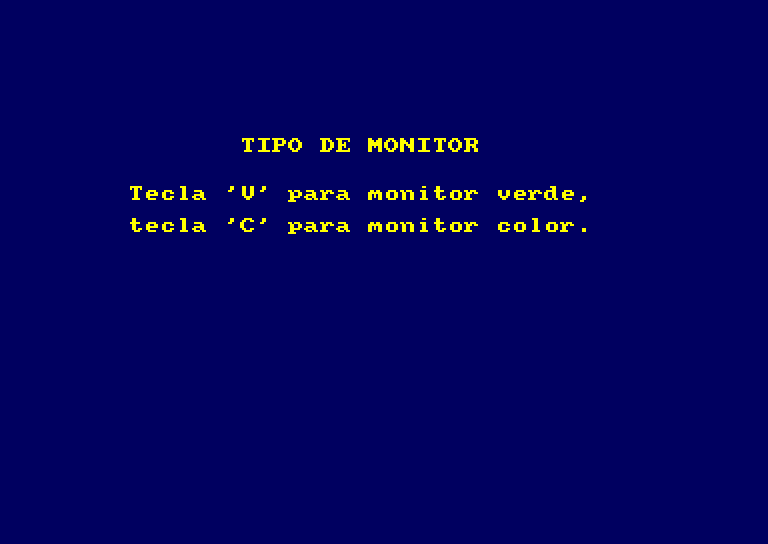 TIPO DE MONITOR
Tecla 'V' para monitor verde,
tecla 'C' para monitor color.